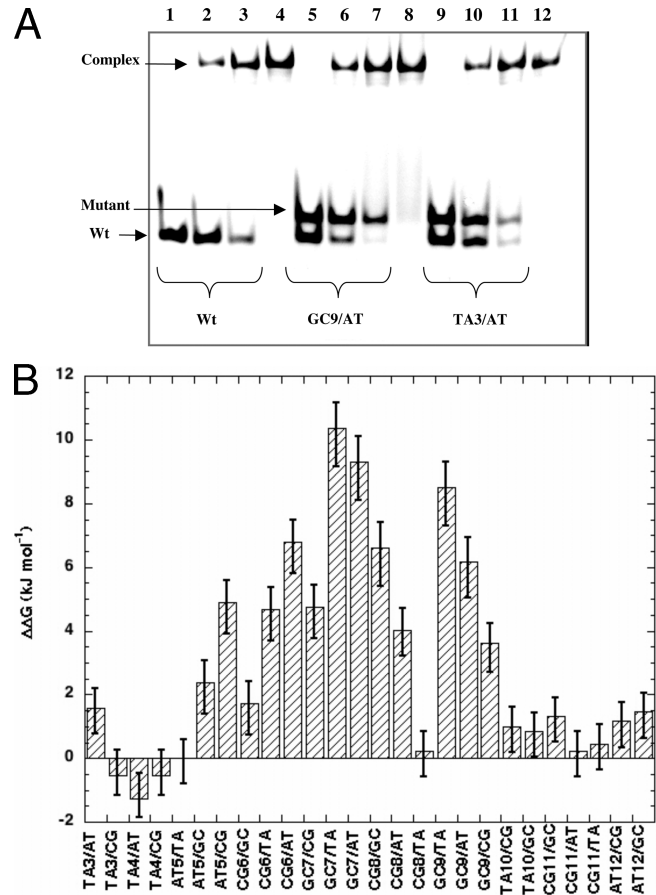 A
1 2 3 4 5 6 7 8 9 10 11 12
Complex
Mutant
Wt
Wt GC9/AT TA3/AT
B
12
10
8
6
4
2
0
-2
ΔΔG (kJ mol⁻¹)
TA3/AT
TA3/CG
TA4/AT
TA4/CG
AT5/TA
AT5/GC
AT5/CG
CG6/GC
CG6/TA
CG6/AT
GC7/CG
GC7/TA
GC7/AT
CG8/GC
CG8/AT
CG8/TA
GC9/TA
GC9/AT
GC9/CG
TA10/CG
TA10/GC
CG11/GC
CG11/AT
CG11/TA
AT12/CG
AT12/GC